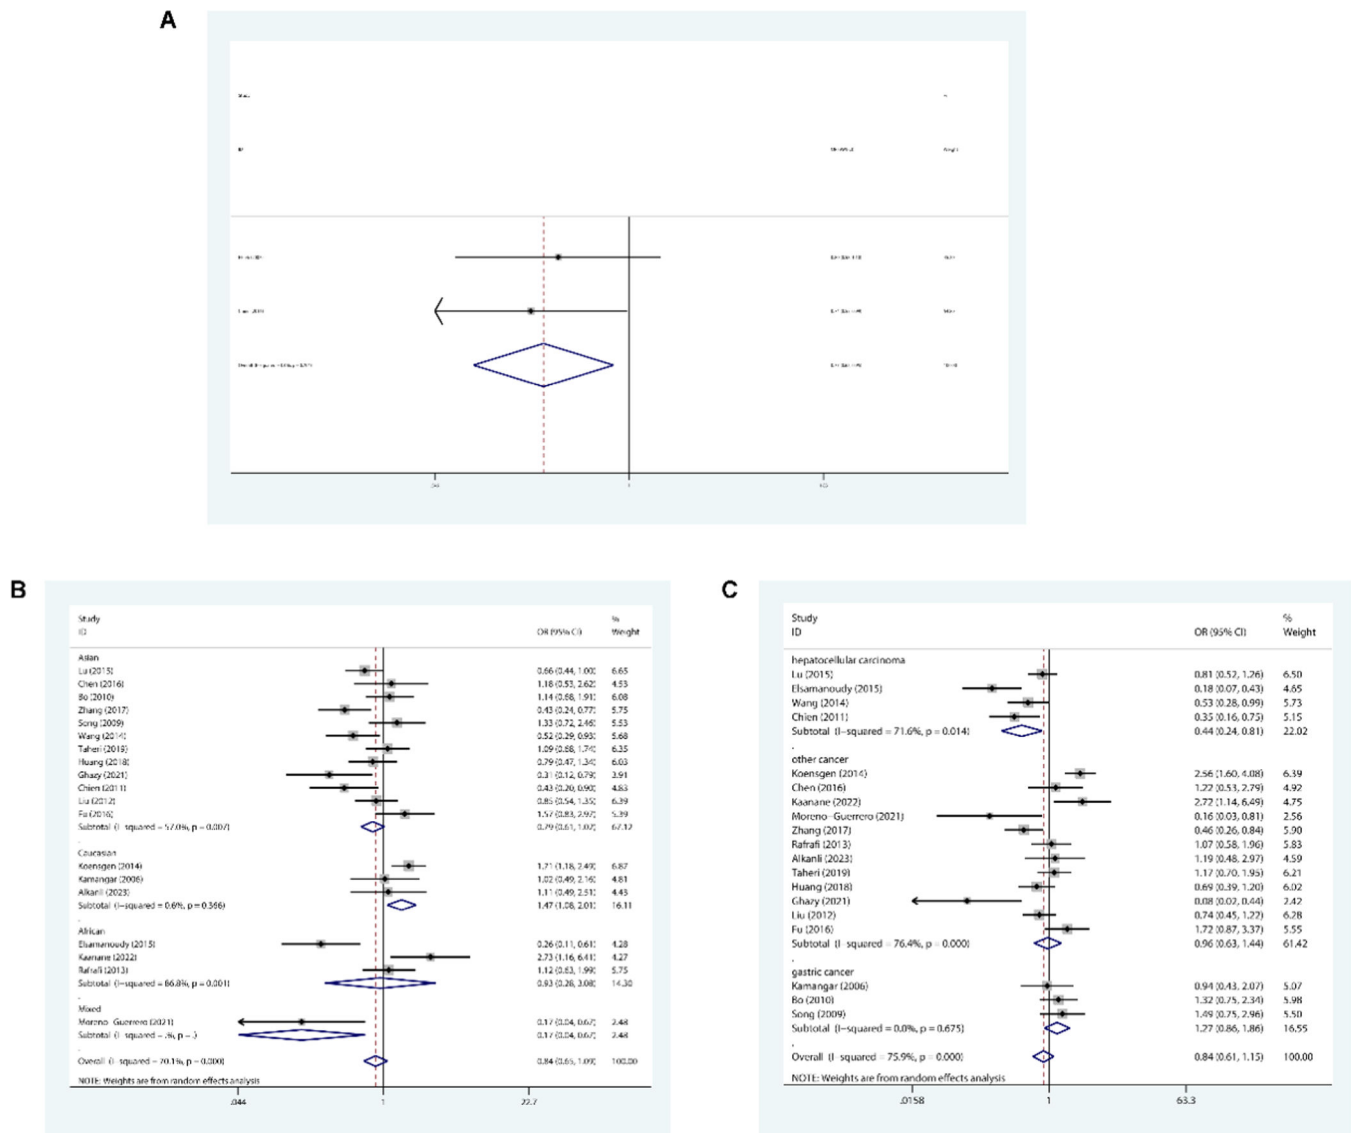 A
Study
%
ID
Weight
1
B
Study %
ID OR (95% CI) Weight
Asian
Lu (2015) 0.66 (0.44, 1.00) 6.65
Chen (2016) 1.18 (0.53, 2.62) 4.53
Bo (2010) 1.14 (0.68, 1.91) 6.08
Zhang (2017) 0.43 (0.24, 0.77) 5.75
Song (2009) 1.33 (0.72, 2.46) 5.53
Wang (2014) 0.52 (0.29, 0.93) 5.68
Taheri (2019) 1.09 (0.68, 1.74) 6.35
Huang (2018) 0.79 (0.47, 1.34) 6.03
Ghazy (2021) 0.31 (0.12, 0.79) 3.91
Chien (2011) 0.43 (0.20, 0.90) 4.83
Liu (2012) 0.85 (0.54, 1.35) 6.39
Fu (2016) 1.57 (0.83, 2.97) 5.39
Subtotal (I-squared = 57.0%, p = 0.007) 0.79 (0.61, 1.02) 67.12
.
Caucasian
Koensgen (2014) 1.71 (1.18, 2.49) 6.87
Kamangar (2006) 1.02 (0.49, 2.16) 4.81
Alkanli (2023) 1.11 (0.49, 2.51) 4.43
Subtotal (I-squared = 0.6%, p = 0.366) 1.47 (1.08, 2.01) 16.11
.
African
Elsamanoudy (2015) 0.26 (0.11, 0.61) 4.28
Kaanane (2022) 2.73 (1.16, 6.41) 4.27
Rafrafi (2013) 1.12 (0.63, 1.99) 5.75
Subtotal (I-squared = 86.8%, p = 0.001) 0.93 (0.28, 3.08) 14.30
.
Mixed
Moreno-Guerrero (2021) 0.17 (0.04, 0.67) 2.48
Subtotal (I-squared = .%, p = .) 0.17 (0.04, 0.67) 2.48
.
Overall (I-squared = 70.1%, p = 0.000) 0.84 (0.65, 1.09) 100.00
NOTE: Weights are from random effects analysis
.044 1 22.7
C
Study %
ID OR (95% CI) Weight
hepatocellular carcinoma
Lu (2015) 0.81 (0.52, 1.26) 6.50
Elsamanoudy (2015) 0.18 (0.07, 0.43) 4.65
Wang (2014) 0.53 (0.28, 0.99) 5.73
Chien (2011) 0.35 (0.16, 0.75) 5.15
Subtotal (I-squared = 71.6%, p = 0.014) 0.44 (0.24, 0.81) 22.02
.
other cancer
Koensgen (2014) 2.56 (1.60, 4.08) 6.39
Chen (2016) 1.22 (0.53, 2.79) 4.92
Kaanane (2022) 2.72 (1.14, 6.49) 4.75
Moreno-Guerrero (2021) 0.16 (0.03, 0.81) 2.56
Zhang (2017) 0.46 (0.26, 0.84) 5.90
Rafrafi (2013) 1.07 (0.58, 1.96) 5.83
Alkanli (2023) 1.19 (0.48, 2.97) 4.59
Taheri (2019) 1.17 (0.70, 1.95) 6.21
Huang (2018) 0.69 (0.39, 1.20) 6.02
Ghazy (2021) 0.08 (0.02, 0.44) 2.42
Liu (2012) 0.74 (0.45, 1.22) 6.28
Fu (2016) 1.72 (0.87, 3.37) 5.55
Subtotal (I-squared = 76.4%, p = 0.000) 0.96 (0.63, 1.44) 61.42
.
gastric cancer
Kamangar (2006) 0.94 (0.43, 2.07) 5.07
Bo (2010) 1.32 (0.75, 2.34) 5.98
Song (2009) 1.49 (0.75, 2.96) 5.50
Subtotal (I-squared = 0.0%, p = 0.675) 1.27 (0.86, 1.86) 16.55
.
Overall (I-squared = 75.9%, p = 0.000) 0.84 (0.61, 1.15) 100.00
NOTE: Weights are from random effects analysis
.0158 1 63.3